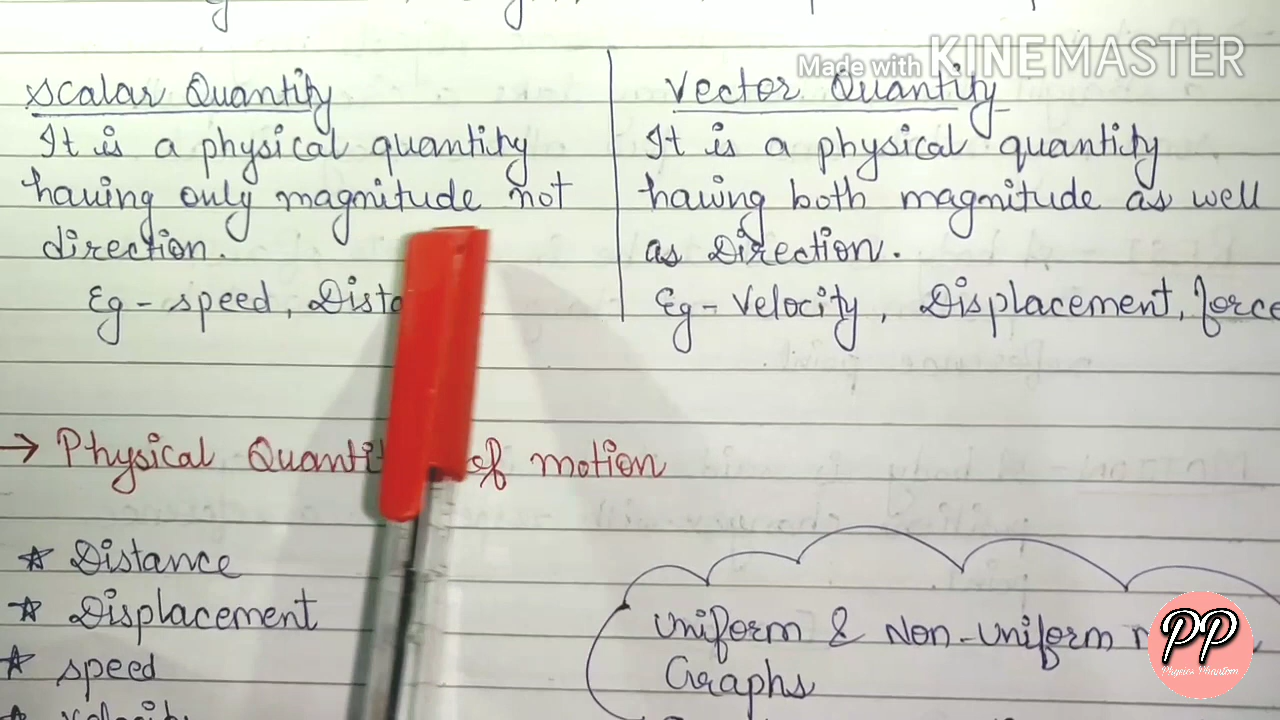 Made with KINEMASTER
Scalar Quantity
It is a physical quantity
having only magnitude not
direction.
Eg - speed,
Vector Quantity
It is a physical quantity
having both magnitude as well
as Direction.
Eg - Velocity, Displacement, force
→ Physical of motion
★ Distance
★ Displacement
★ speed
Uniform & Non-Uniform
Graphs
PP
Physics Phantom